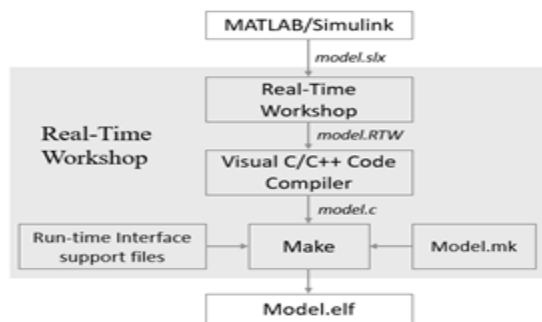 MATLAB/Simulink
model.slx
Real-Time
Workshop
model.RTW
Real-Time
Workshop
Visual C/C++ Code
Compiler
model.c
Run-time Interface
support files
Make
Model.mk
Model.elf